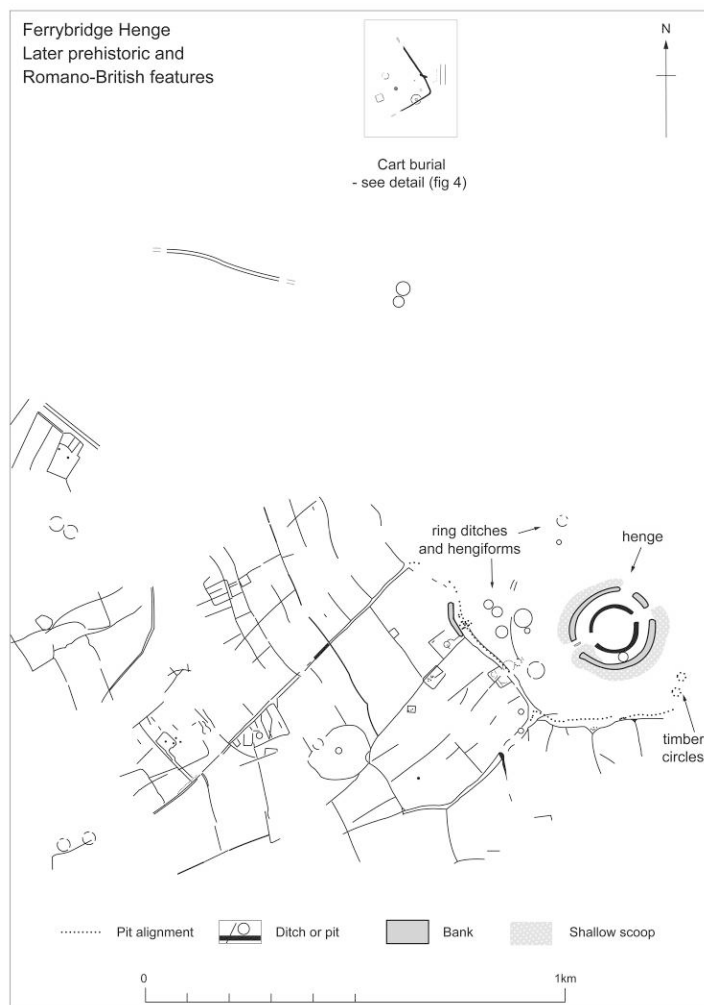 Ferrybridge Henge
Later prehistoric and
Romano-British features
N
Cart burial
- see detail (fig 4)
ring ditches
and hengiforms
henge
timber
circles
Pit alignment
Ditch or pit
Bank
Shallow scoop
0
1km